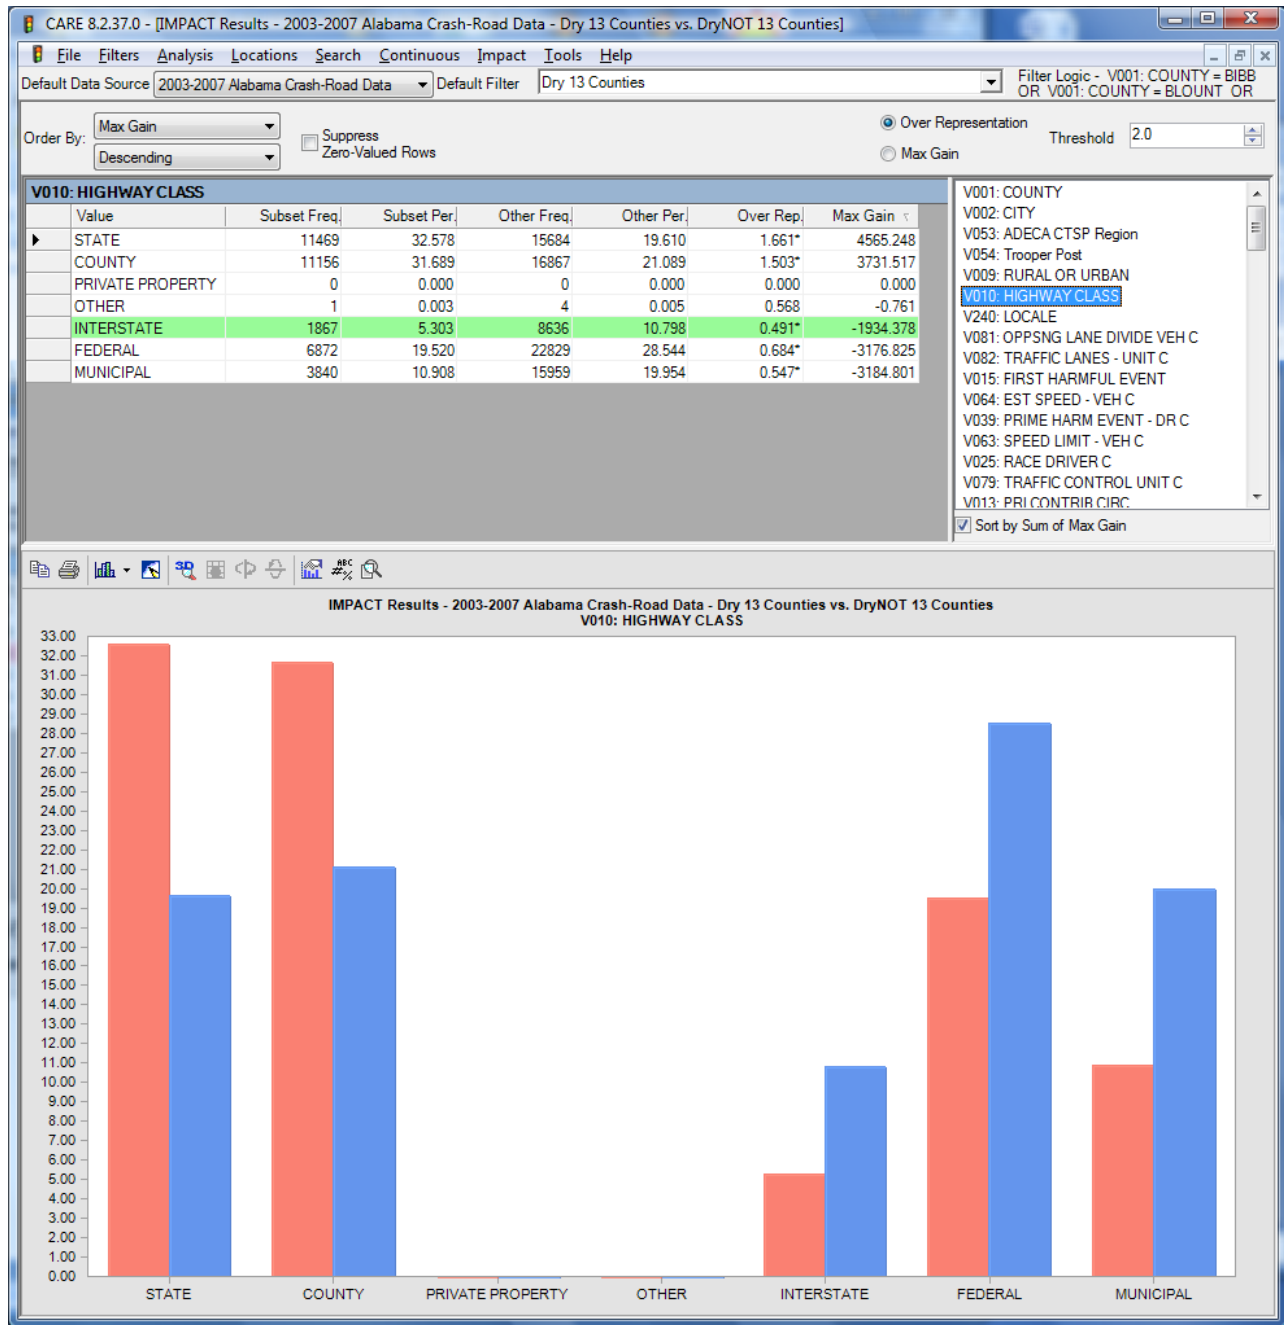 CARE 8.2.37.0 - [IMPACT Results - 2003-2007 Alabama Crash-Road Data - Dry 13 Counties vs. DryNOT 13 Counties]
File Filters Analysis Locations Search Continuous Impact Tools Help
Default Data Source 2003-2007 Alabama Crash-Road Data Default Filter Dry 13 Counties
Filter Logic - V001: COUNTY = BIBB
OR V001: COUNTY = BLOUNT OR
Order By: Max Gain
Descending
Suppress
Zero-Valued Rows
Over Representation
Max Gain
Threshold 2.0
V010: HIGHWAY CLASS
Value Subset Freq. Subset Per. Other Freq. Other Per. Over Rep. Max Gain
STATE 11469 32.578 15684 19.610 1.661* 4565.248
COUNTY 11156 31.689 16867 21.089 1.503* 3731.517
PRIVATE PROPERTY 0 0.000 0 0.000 0.000 0.000
OTHER 1 0.003 4 0.005 0.568 -0.761
INTERSTATE 1867 5.303 8636 10.798 0.491* -1934.378
FEDERAL 6872 19.520 22829 28.544 0.684* -3176.825
MUNICIPAL 3840 10.908 15959 19.954 0.547* -3184.801
V001: COUNTY
V002: CITY
V053: ADECA CTSP Region
V054: Trooper Post
V009: RURAL OR URBAN
V010: HIGHWAY CLASS
V240: LOCALE
V081: OPPSNG LANE DIVIDE VEH C
V082: TRAFFIC LANES - UNIT C
V015: FIRST HARMFUL EVENT
V064: EST SPEED - VEH C
V039: PRIME HARM EVENT - DR C
V063: SPEED LIMIT - VEH C
V025: RACE DRIVER C
V079: TRAFFIC CONTROL UNIT C
V013: PRI CONTRIB CIRC
Sort by Sum of Max Gain
3D
ABC
#%
IMPACT Results - 2003-2007 Alabama Crash-Road Data - Dry 13 Counties vs. DryNOT 13 Counties
V010: HIGHWAY CLASS
33.00
32.00
31.00
30.00
29.00
28.00
27.00
26.00
25.00
24.00
23.00
22.00
21.00
20.00
19.00
18.00
17.00
16.00
15.00
14.00
13.00
12.00
11.00
10.00
9.00
8.00
7.00
6.00
5.00
4.00
3.00
2.00
1.00
0.00
STATE COUNTY PRIVATE PROPERTY OTHER INTERSTATE FEDERAL MUNICIPAL